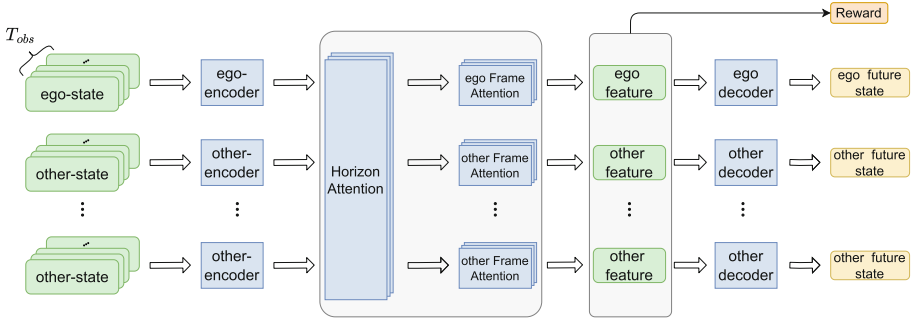 Reward
T_obs
ego-state
ego-
encoder
ego Frame
Attention
ego
feature
ego
decoder
ego future
state
other-state
other-
encoder
Horizon
Attention
other Frame
Attention
other
feature
other
decoder
other future
state
other-state
other-
encoder
other Frame
Attention
other
feature
other
decoder
other future
state